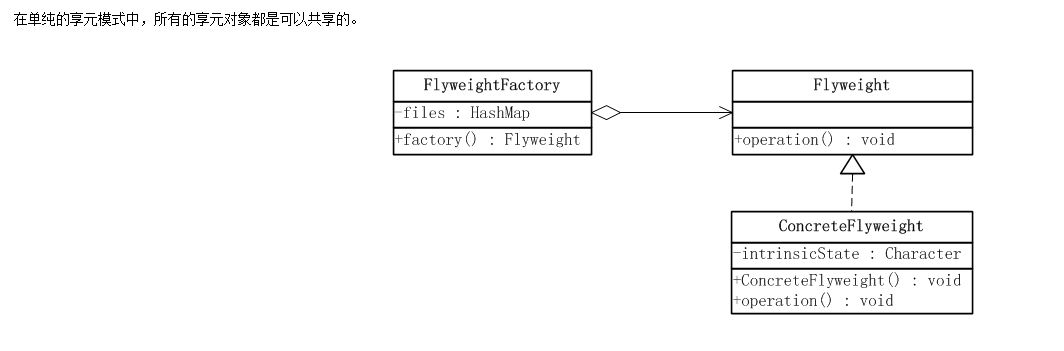 在单纯的享元模式中，所有的享元对象都是可以共享的。
FlyweightFactory
-files : HashMap
+factory() : Flyweight
Flyweight
+operation() : void
ConcreteFlyweight
-intrinsicState : Character
+ConcreteFlyweight() : void
+operation() : void